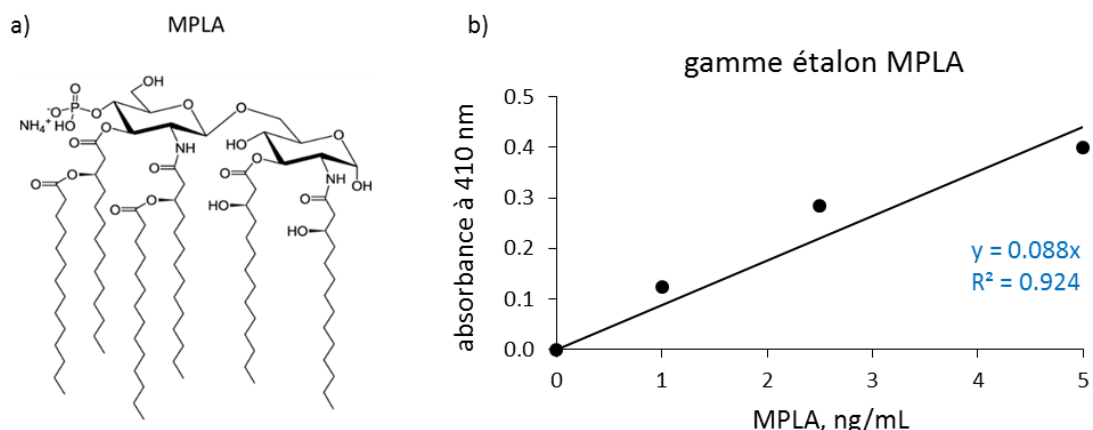 a)
MPLA
OH
O
O
P
-O
HO
NH₄⁺
O
O
HO
O
O
O
O
O
NH
O
HO
O
O
O
O
O
O
O
NH
OH
HO
HO
b)
gamme étalon MPLA
absorbance à 410 nm
0.5
0.4
0.3
0.2
0.1
0.0
0
1
2
3
4
5
y = 0.088x
R² = 0.924
MPLA, ng/mL